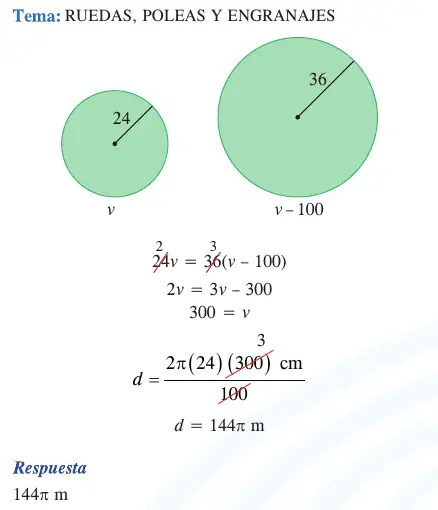 Tema: RUEDAS, POLEAS Y ENGRANAJES
24
36
v
v – 100
2 3
24v = 36(v – 100)
2v = 3v – 300
300 = v
3
d = 2π(24)(300) cm / 100
d = 144π m
Respuesta
144π m